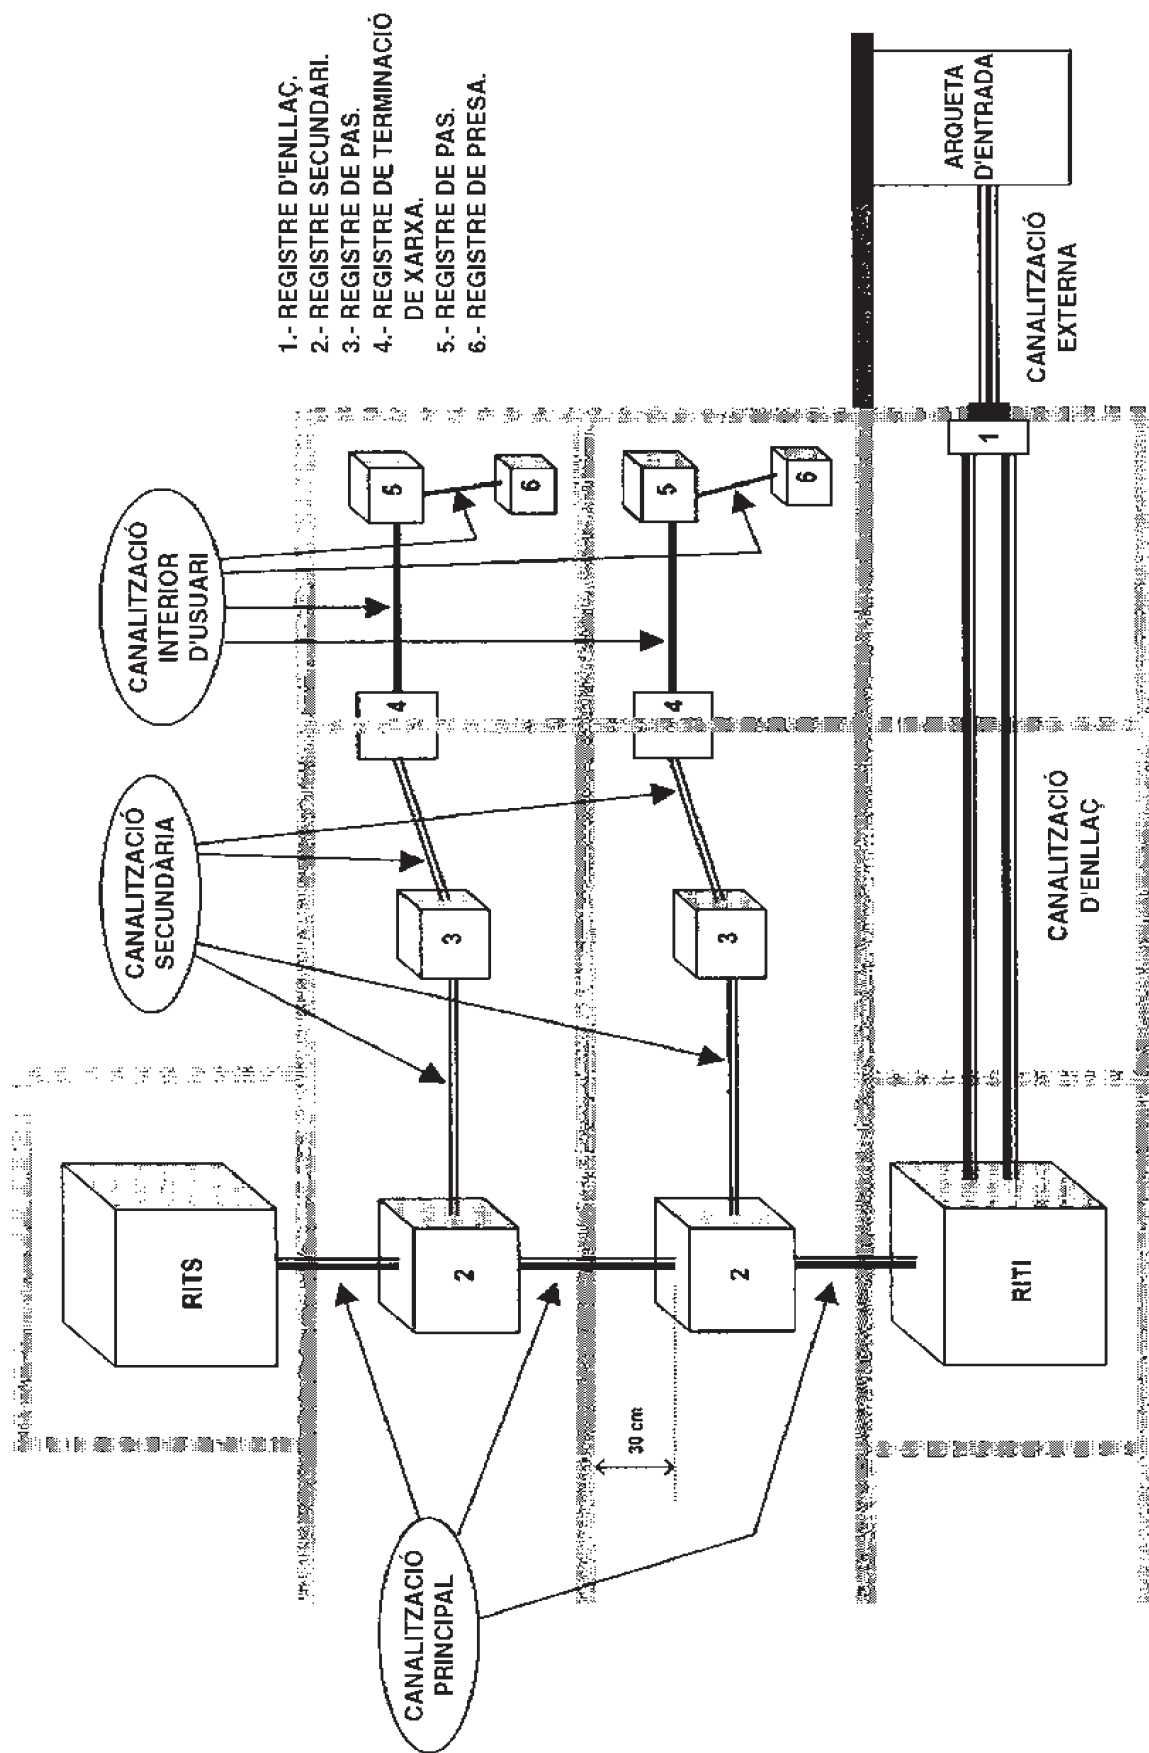 1.- REGISTRE D'ENLLAÇ.
2.- REGISTRE SECUNDARI.
3.- REGISTRE DE PAS.
4.- REGISTRE DE TERMINACIÓ
DE XARXA.
5.- REGISTRE DE PAS.
6.- REGISTRE DE PRESA.
CANALITZACIÓ
INTERIOR
D'USUARI
CANALITZACIÓ
SECUNDÀRIA
CANALITZACIÓ
PRINCIPAL
RITS
2
3
4
5
6
30 cm
2
3
4
5
6
RITI
1
CANALITZACIÓ
D'ENLLAÇ
CANALITZACIÓ
EXTERNA
ARQUETA
D'ENTRADA